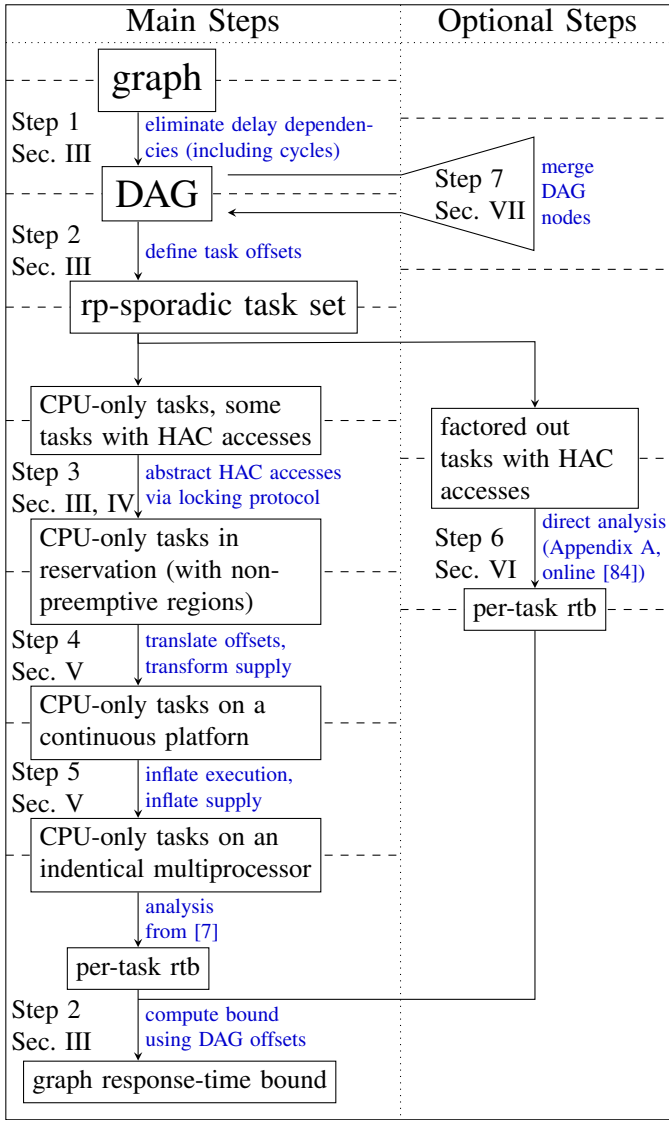 Main Steps
Optional Steps
graph
Step 1
Sec. III
eliminate delay dependen-
cies (including cycles)
DAG
Step 7
Sec. VII
merge
DAG
nodes
Step 2
Sec. III
define task offsets
rp-sporadic task set
CPU-only tasks, some
tasks with HAC accesses
factored out
tasks with HAC
accesses
Step 3
Sec. III, IV
abstract HAC accesses
via locking protocol
Step 6
Sec. VI
direct analysis
(Appendix A,
online [84])
CPU-only tasks in
reservation (with non-
preemptive regions)
per-task rtb
Step 4
Sec. V
translate offsets,
transform supply
CPU-only tasks on a
continuous platforn
Step 5
Sec. V
inflate execution,
inflate supply
CPU-only tasks on an
indentical multiprocessor
analysis
from [7]
per-task rtb
Step 2
Sec. III
compute bound
using DAG offsets
graph response-time bound